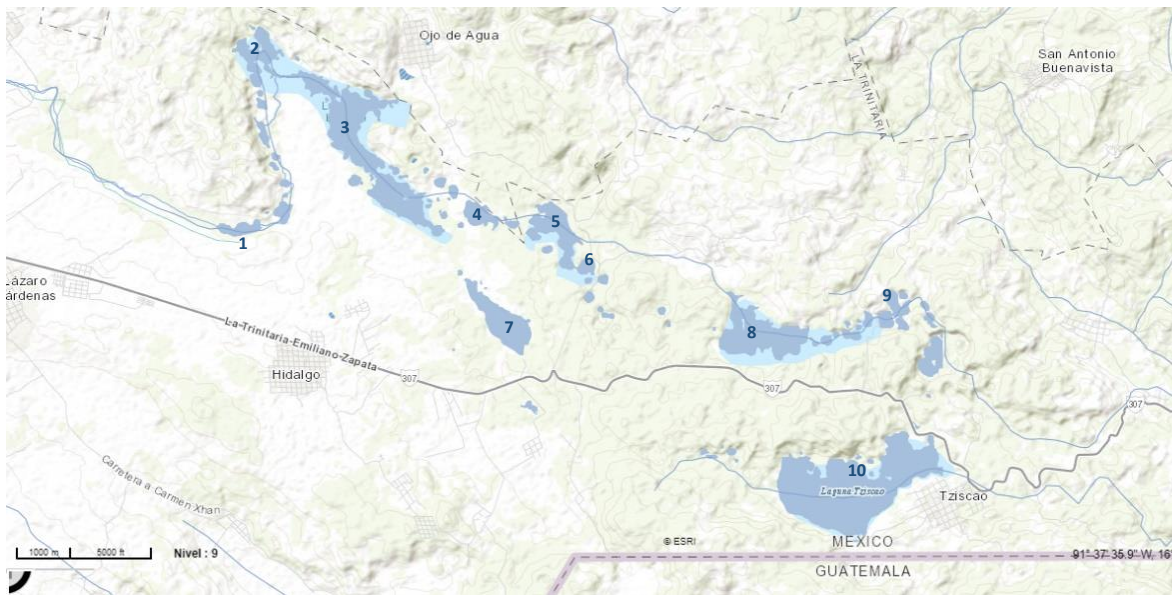 2
Ojo de Agua
San Antonio
Buenavista
LA TRINITARIA
3
4
5
1
6
9
Lázaro
árdenas
La-Trinitaria-Emiliano-Zapata
7
8
Hidalgo
307
307
307
10
Laguna Tziscao
Tziscao
Carretera a Carmen Xhan
1000 m
5000 ft
Nivel : 9
© ESRI
MEXICO
91° 37' 35.9" W, 16°
GUATEMALA